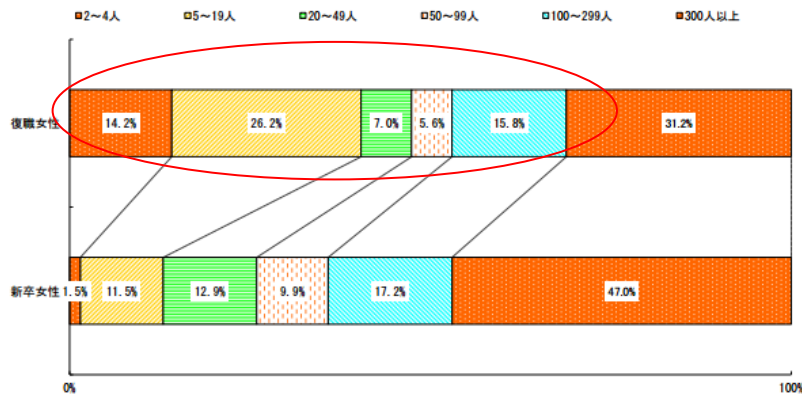 2～4人 5～19人 20～49人 50～99人 100～299人 300人以上
復職女性 14.2% 26.2% 7.0% 5.6% 15.8% 31.2%
新卒女性 1.5% 11.5% 12.9% 9.9% 17.2% 47.0%
0% 100%